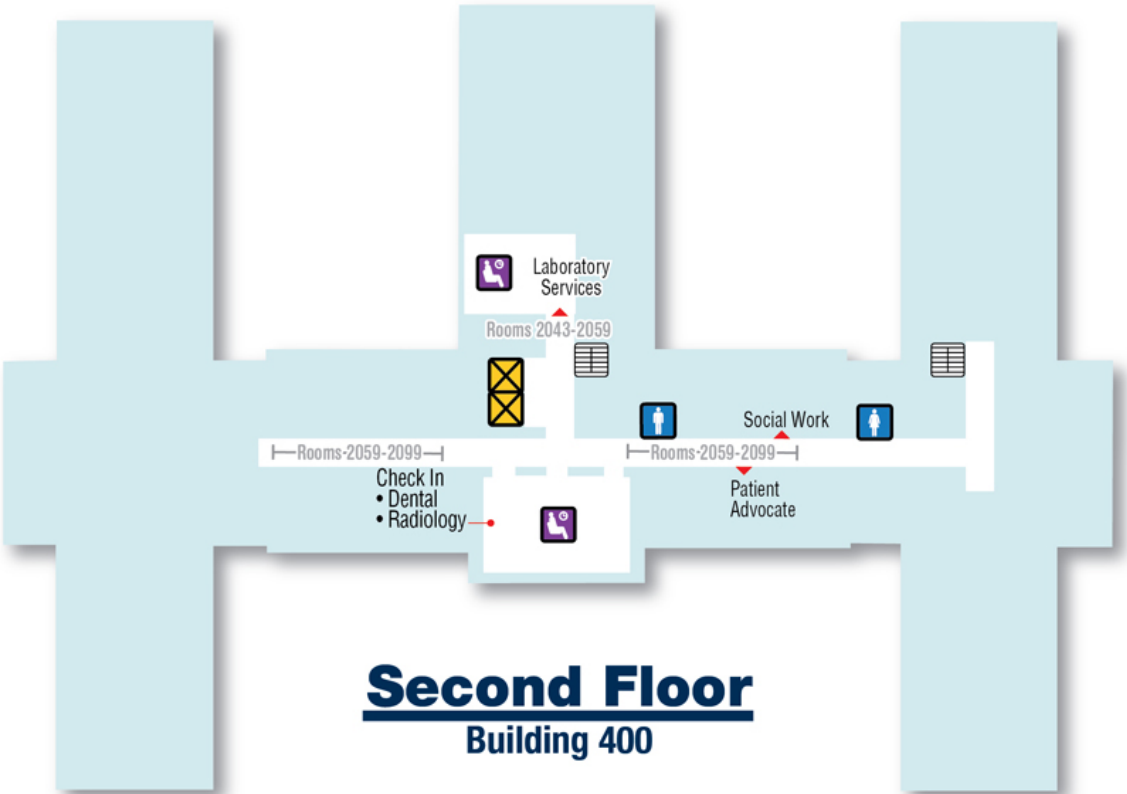 Laboratory
Services
Rooms 2043-2059
Social Work
Rooms-2059-2099
Rooms-2059-2099
Check In
• Dental
• Radiology
Patient
Advocate
Second Floor
Building 400